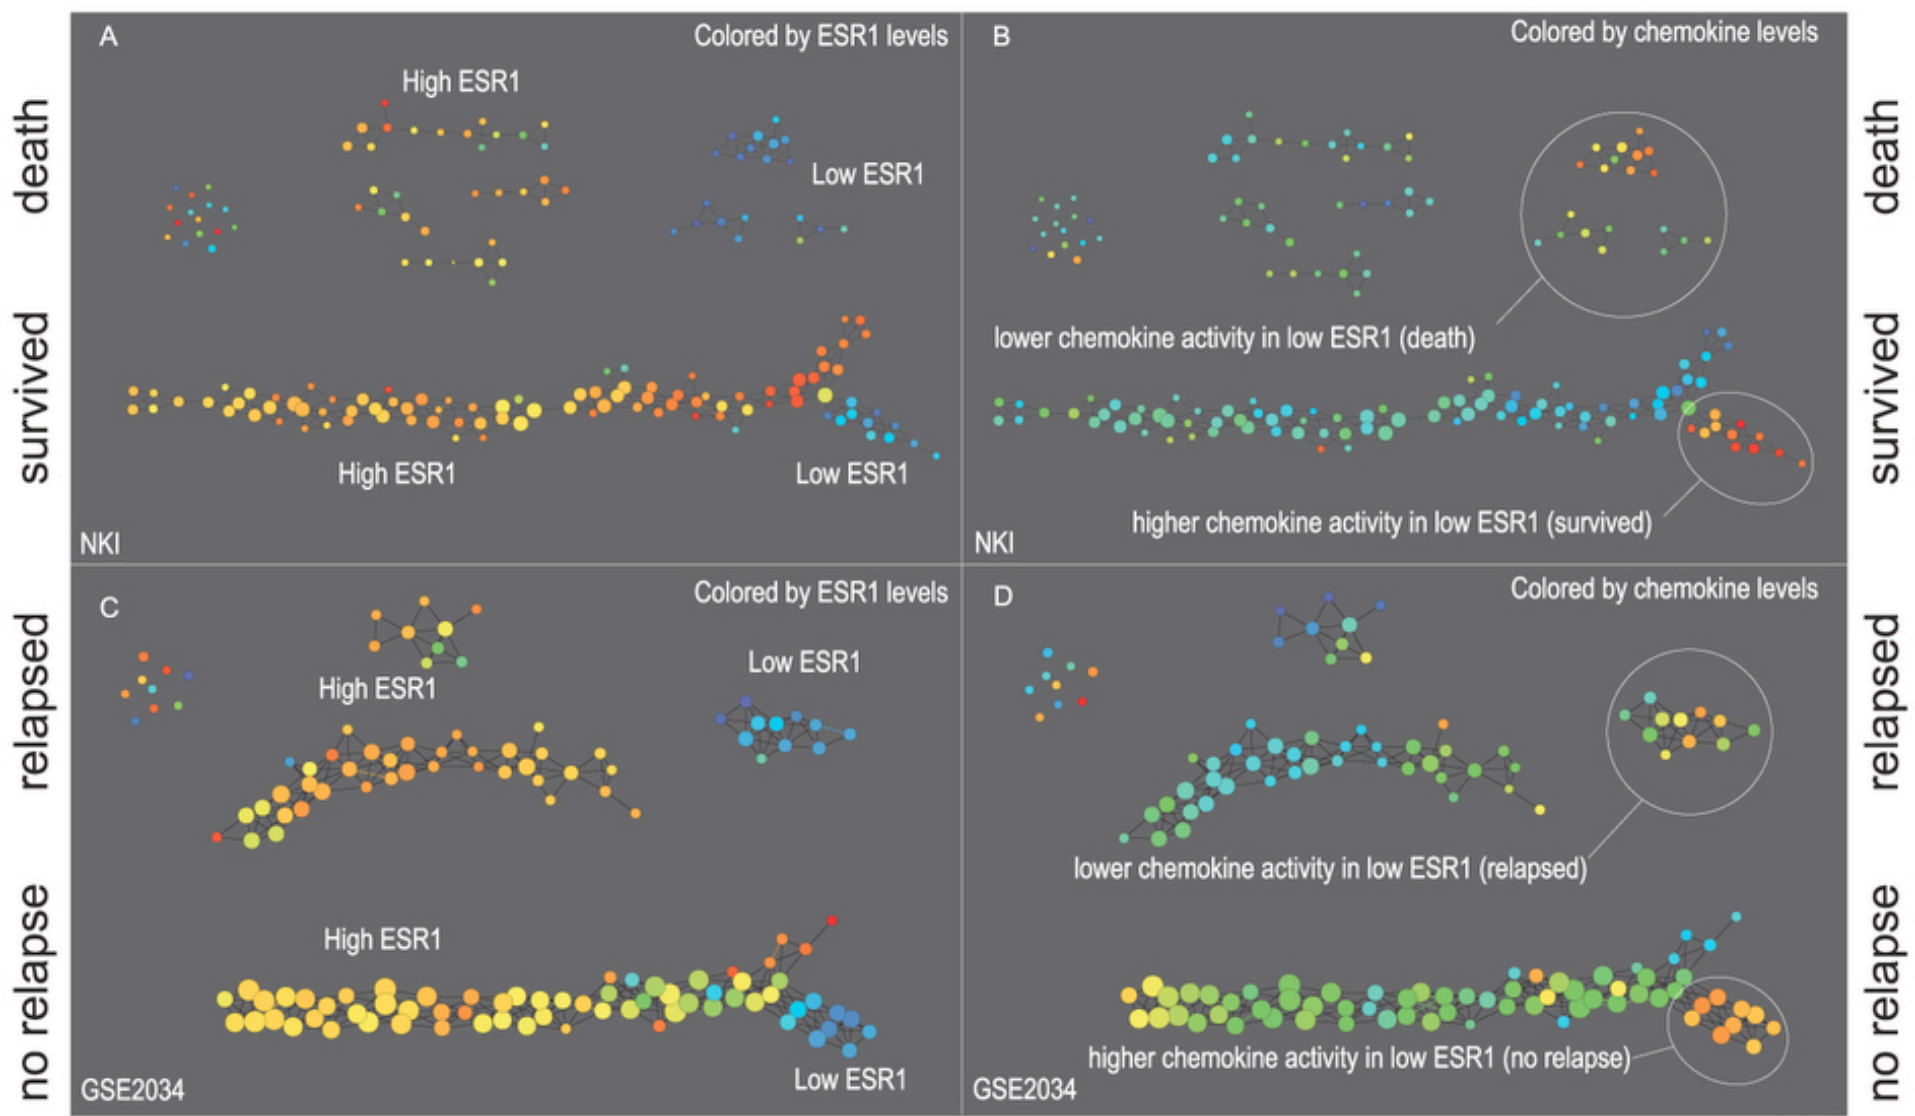 A
Colored by ESR1 levels
High ESR1
Low ESR1
death
survived
High ESR1
Low ESR1
NKI
B
Colored by chemokine levels
death
lower chemokine activity in low ESR1 (death)
survived
higher chemokine activity in low ESR1 (survived)
NKI
C
Colored by ESR1 levels
High ESR1
Low ESR1
relapsed
High ESR1
no relapse
Low ESR1
GSE2034
D
Colored by chemokine levels
relapsed
lower chemokine activity in low ESR1 (relapsed)
no relapse
higher chemokine activity in low ESR1 (no relapse)
GSE2034